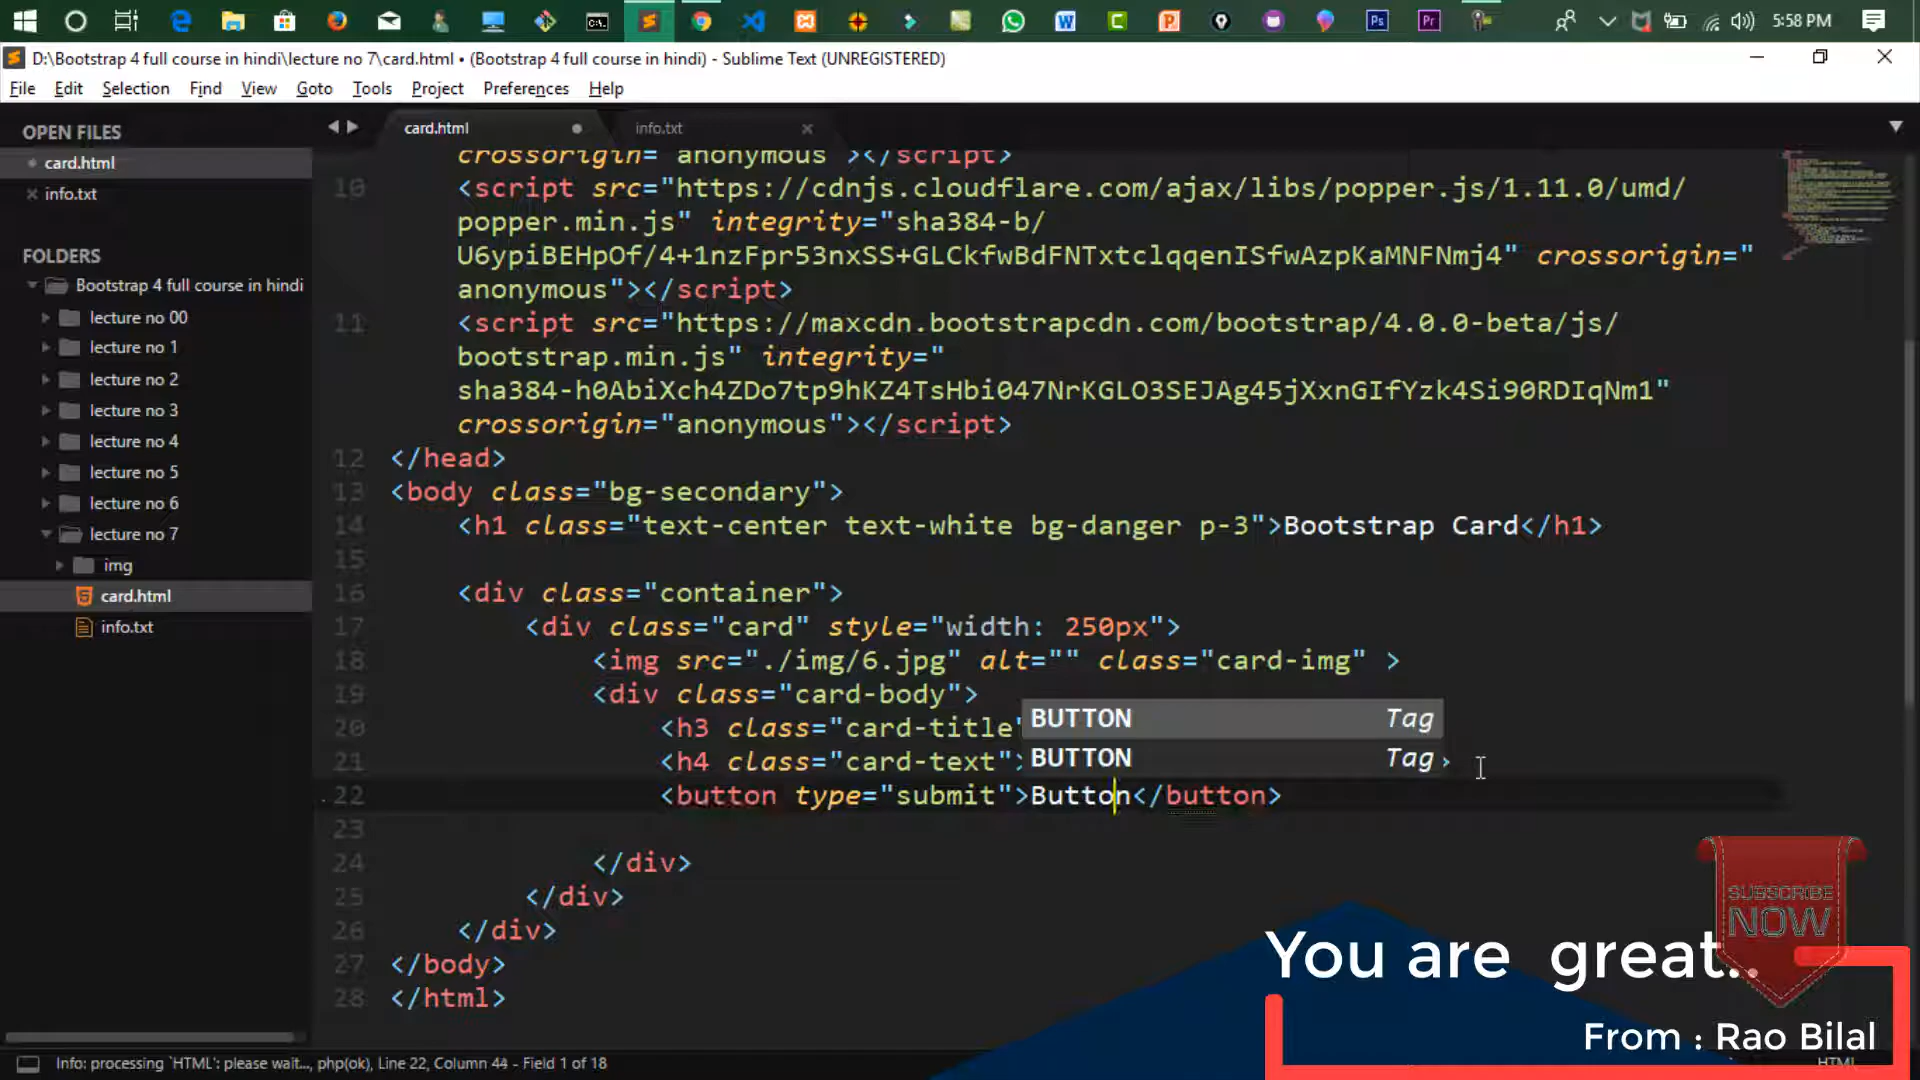 5:58 PM
D:\Bootstrap 4 full course in hindi\lecture no 7\card.html • (Bootstrap 4 full course in hindi) - Sublime Text (UNREGISTERED)
File Edit Selection Find View Goto Tools Project Preferences Help
OPEN FILES
card.html
info.txt
FOLDERS
Bootstrap 4 full course in hindi
lecture no 00
lecture no 1
lecture no 2
lecture no 3
lecture no 4
lecture no 5
lecture no 6
lecture no 7
img
card.html
info.txt
card.html info.txt
crossorigin="anonymous"></script>
10 <script src="https://cdnjs.cloudflare.com/ajax/libs/popper.js/1.11.0/umd/
popper.min.js" integrity="sha384-b/
U6ypiBEHpOf/4+1nzFpr53nxSS+GLCkfwBdFNTxtclqqenISfwAzpKaMNFNmj4" crossorigin="
anonymous"></script>
11 <script src="https://maxcdn.bootstrapcdn.com/bootstrap/4.0.0-beta/js/
bootstrap.min.js" integrity="
sha384-h0AbiXch4ZDo7tp9hKZ4TsHbi047NrKGLO3SEJAg45jXxnGIfYzk4Si90RDIqNm1"
crossorigin="anonymous"></script>
12 </head>
13 <body class="bg-secondary">
14 <h1 class="text-center text-white bg-danger p-3">Bootstrap Card</h1>
15
16 <div class="container">
17 <div class="card" style="width: 250px">
18 <img src="./img/6.jpg" alt="" class="card-img" >
19 <div class="card-body">
20 <h3 class="card-title"
21 <h4 class="card-text">
22 <button type="submit">Button</button>
23
24 </div>
25 </div>
26 </div>
27 </body>
28 </html>
BUTTON Tag
BUTTON Tag
SUBSCRIBE
NOW
You are great..
From : Rao Bilal
Info: processing `HTML': please wait..., php(ok), Line 22, Column 44 - Field 1 of 18
HTML